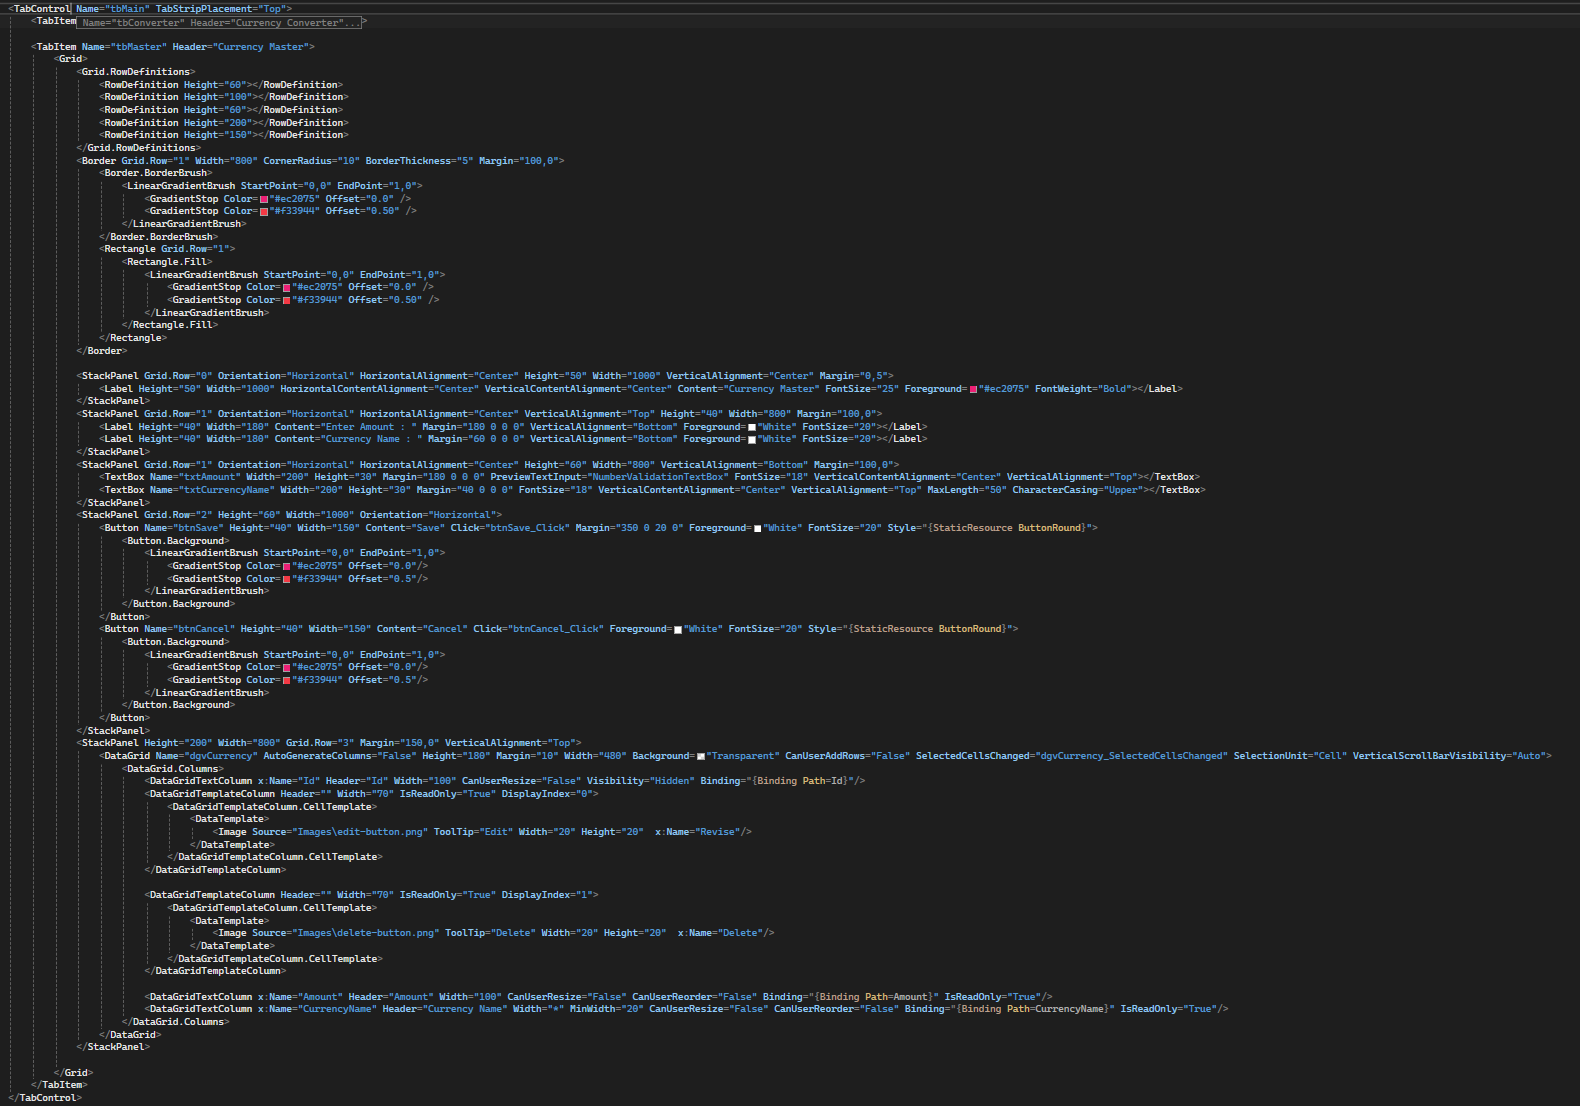 <TabControl Name="tbMain" TabStripPlacement="Top">
<TabItem Name="tbConverter" Header="Currency Converter"...>
<TabItem Name="tbMaster" Header="Currency Master">
<Grid>
<Grid.RowDefinitions>
<RowDefinition Height="60"></RowDefinition>
<RowDefinition Height="100"></RowDefinition>
<RowDefinition Height="60"></RowDefinition>
<RowDefinition Height="200"></RowDefinition>
<RowDefinition Height="150"></RowDefinition>
</Grid.RowDefinitions>
<Border Grid.Row="1" Width="800" CornerRadius="10" BorderThickness="5" Margin="100,0">
<Border.BorderBrush>
<LinearGradientBrush StartPoint="0,0" EndPoint="1,0">
<GradientStop Color="#ec2075" Offset="0.0" />
<GradientStop Color="#f33944" Offset="0.50" />
</LinearGradientBrush>
</Border.BorderBrush>
<Rectangle Grid.Row="1">
<Rectangle.Fill>
<LinearGradientBrush StartPoint="0,0" EndPoint="1,0">
<GradientStop Color="#ec2075" Offset="0.0" />
<GradientStop Color="#f33944" Offset="0.50" />
</LinearGradientBrush>
</Rectangle.Fill>
</Rectangle>
</Border>
<StackPanel Grid.Row="0" Orientation="Horizontal" HorizontalAlignment="Center" Height="50" Width="1000" VerticalAlignment="Center" Margin="0,5">
<Label Height="50" Width="1000" HorizontalContentAlignment="Center" VerticalContentAlignment="Center" Content="Currency Master" FontSize="25" Foreground="#ec2075" FontWeight="Bold"></Label>
</StackPanel>
<StackPanel Grid.Row="1" Orientation="Horizontal" HorizontalAlignment="Center" VerticalAlignment="Top" Height="40" Width="800" Margin="100,0">
<Label Height="40" Width="180" Content="Enter Amount : " Margin="180 0 0 0" VerticalAlignment="Bottom" Foreground="White" FontSize="20"></Label>
<Label Height="40" Width="180" Content="Currency Name : " Margin="60 0 0 0" VerticalAlignment="Bottom" Foreground="White" FontSize="20"></Label>
</StackPanel>
<StackPanel Grid.Row="1" Orientation="Horizontal" HorizontalAlignment="Center" Height="60" Width="800" VerticalAlignment="Bottom" Margin="100,0">
<TextBox Name="txtAmount" Width="200" Height="30" Margin="180 0 0 0" PreviewTextInput="NumberValidationTextBox" FontSize="18" VerticalContentAlignment="Center" VerticalAlignment="Top"></TextBox>
<TextBox Name="txtCurrencyName" Width="200" Height="30" Margin="40 0 0 0" FontSize="18" VerticalContentAlignment="Center" VerticalAlignment="Top" MaxLength="50" CharacterCasing="Upper"></TextBox>
</StackPanel>
<StackPanel Grid.Row="2" Height="60" Width="1000" Orientation="Horizontal">
<Button Name="btnSave" Height="40" Width="150" Content="Save" Click="btnSave_Click" Margin="350 0 20 0" Foreground="White" FontSize="20" Style="{StaticResource ButtonRound}">
<Button.Background>
<LinearGradientBrush StartPoint="0,0" EndPoint="1,0">
<GradientStop Color="#ec2075" Offset="0.0"/>
<GradientStop Color="#f33944" Offset="0.5"/>
</LinearGradientBrush>
</Button.Background>
</Button>
<Button Name="btnCancel" Height="40" Width="150" Content="Cancel" Click="btnCancel_Click" Foreground="White" FontSize="20" Style="{StaticResource ButtonRound}">
<Button.Background>
<LinearGradientBrush StartPoint="0,0" EndPoint="1,0">
<GradientStop Color="#ec2075" Offset="0.0"/>
<GradientStop Color="#f33944" Offset="0.5"/>
</LinearGradientBrush>
</Button.Background>
</Button>
</StackPanel>
<StackPanel Height="200" Width="800" Grid.Row="3" Margin="150,0" VerticalAlignment="Top">
<DataGrid Name="dgvCurrency" AutoGenerateColumns="False" Height="180" Margin="10" Width="480" Background="Transparent" CanUserAddRows="False" SelectedCellsChanged="dgvCurrency_SelectedCellsChanged" SelectionUnit="Cell" VerticalScrollBarVisibility="Auto">
<DataGrid.Columns>
<DataGridTextColumn x:Name="Id" Header="Id" Width="100" CanUserResize="False" Visibility="Hidden" Binding="{Binding Path=Id}"/>
<DataGridTemplateColumn Header="" Width="70" IsReadOnly="True" DisplayIndex="0">
<DataGridTemplateColumn.CellTemplate>
<DataTemplate>
<Image Source="Images\edit-button.png" ToolTip="Edit" Width="20" Height="20"  x:Name="Revise"/>
</DataTemplate>
</DataGridTemplateColumn.CellTemplate>
</DataGridTemplateColumn>
<DataGridTemplateColumn Header="" Width="70" IsReadOnly="True" DisplayIndex="1">
<DataGridTemplateColumn.CellTemplate>
<DataTemplate>
<Image Source="Images\delete-button.png" ToolTip="Delete" Width="20" Height="20"  x:Name="Delete"/>
</DataTemplate>
</DataGridTemplateColumn.CellTemplate>
</DataGridTemplateColumn>
<DataGridTextColumn x:Name="Amount" Header="Amount" Width="100" CanUserResize="False" CanUserReorder="False" Binding="{Binding Path=Amount}" IsReadOnly="True"/>
<DataGridTextColumn x:Name="CurrencyName" Header="Currency Name" Width="*" MinWidth="20" CanUserResize="False" CanUserReorder="False" Binding="{Binding Path=CurrencyName}" IsReadOnly="True"/>
</DataGrid.Columns>
</DataGrid>
</StackPanel>
</Grid>
</TabItem>
</TabControl>